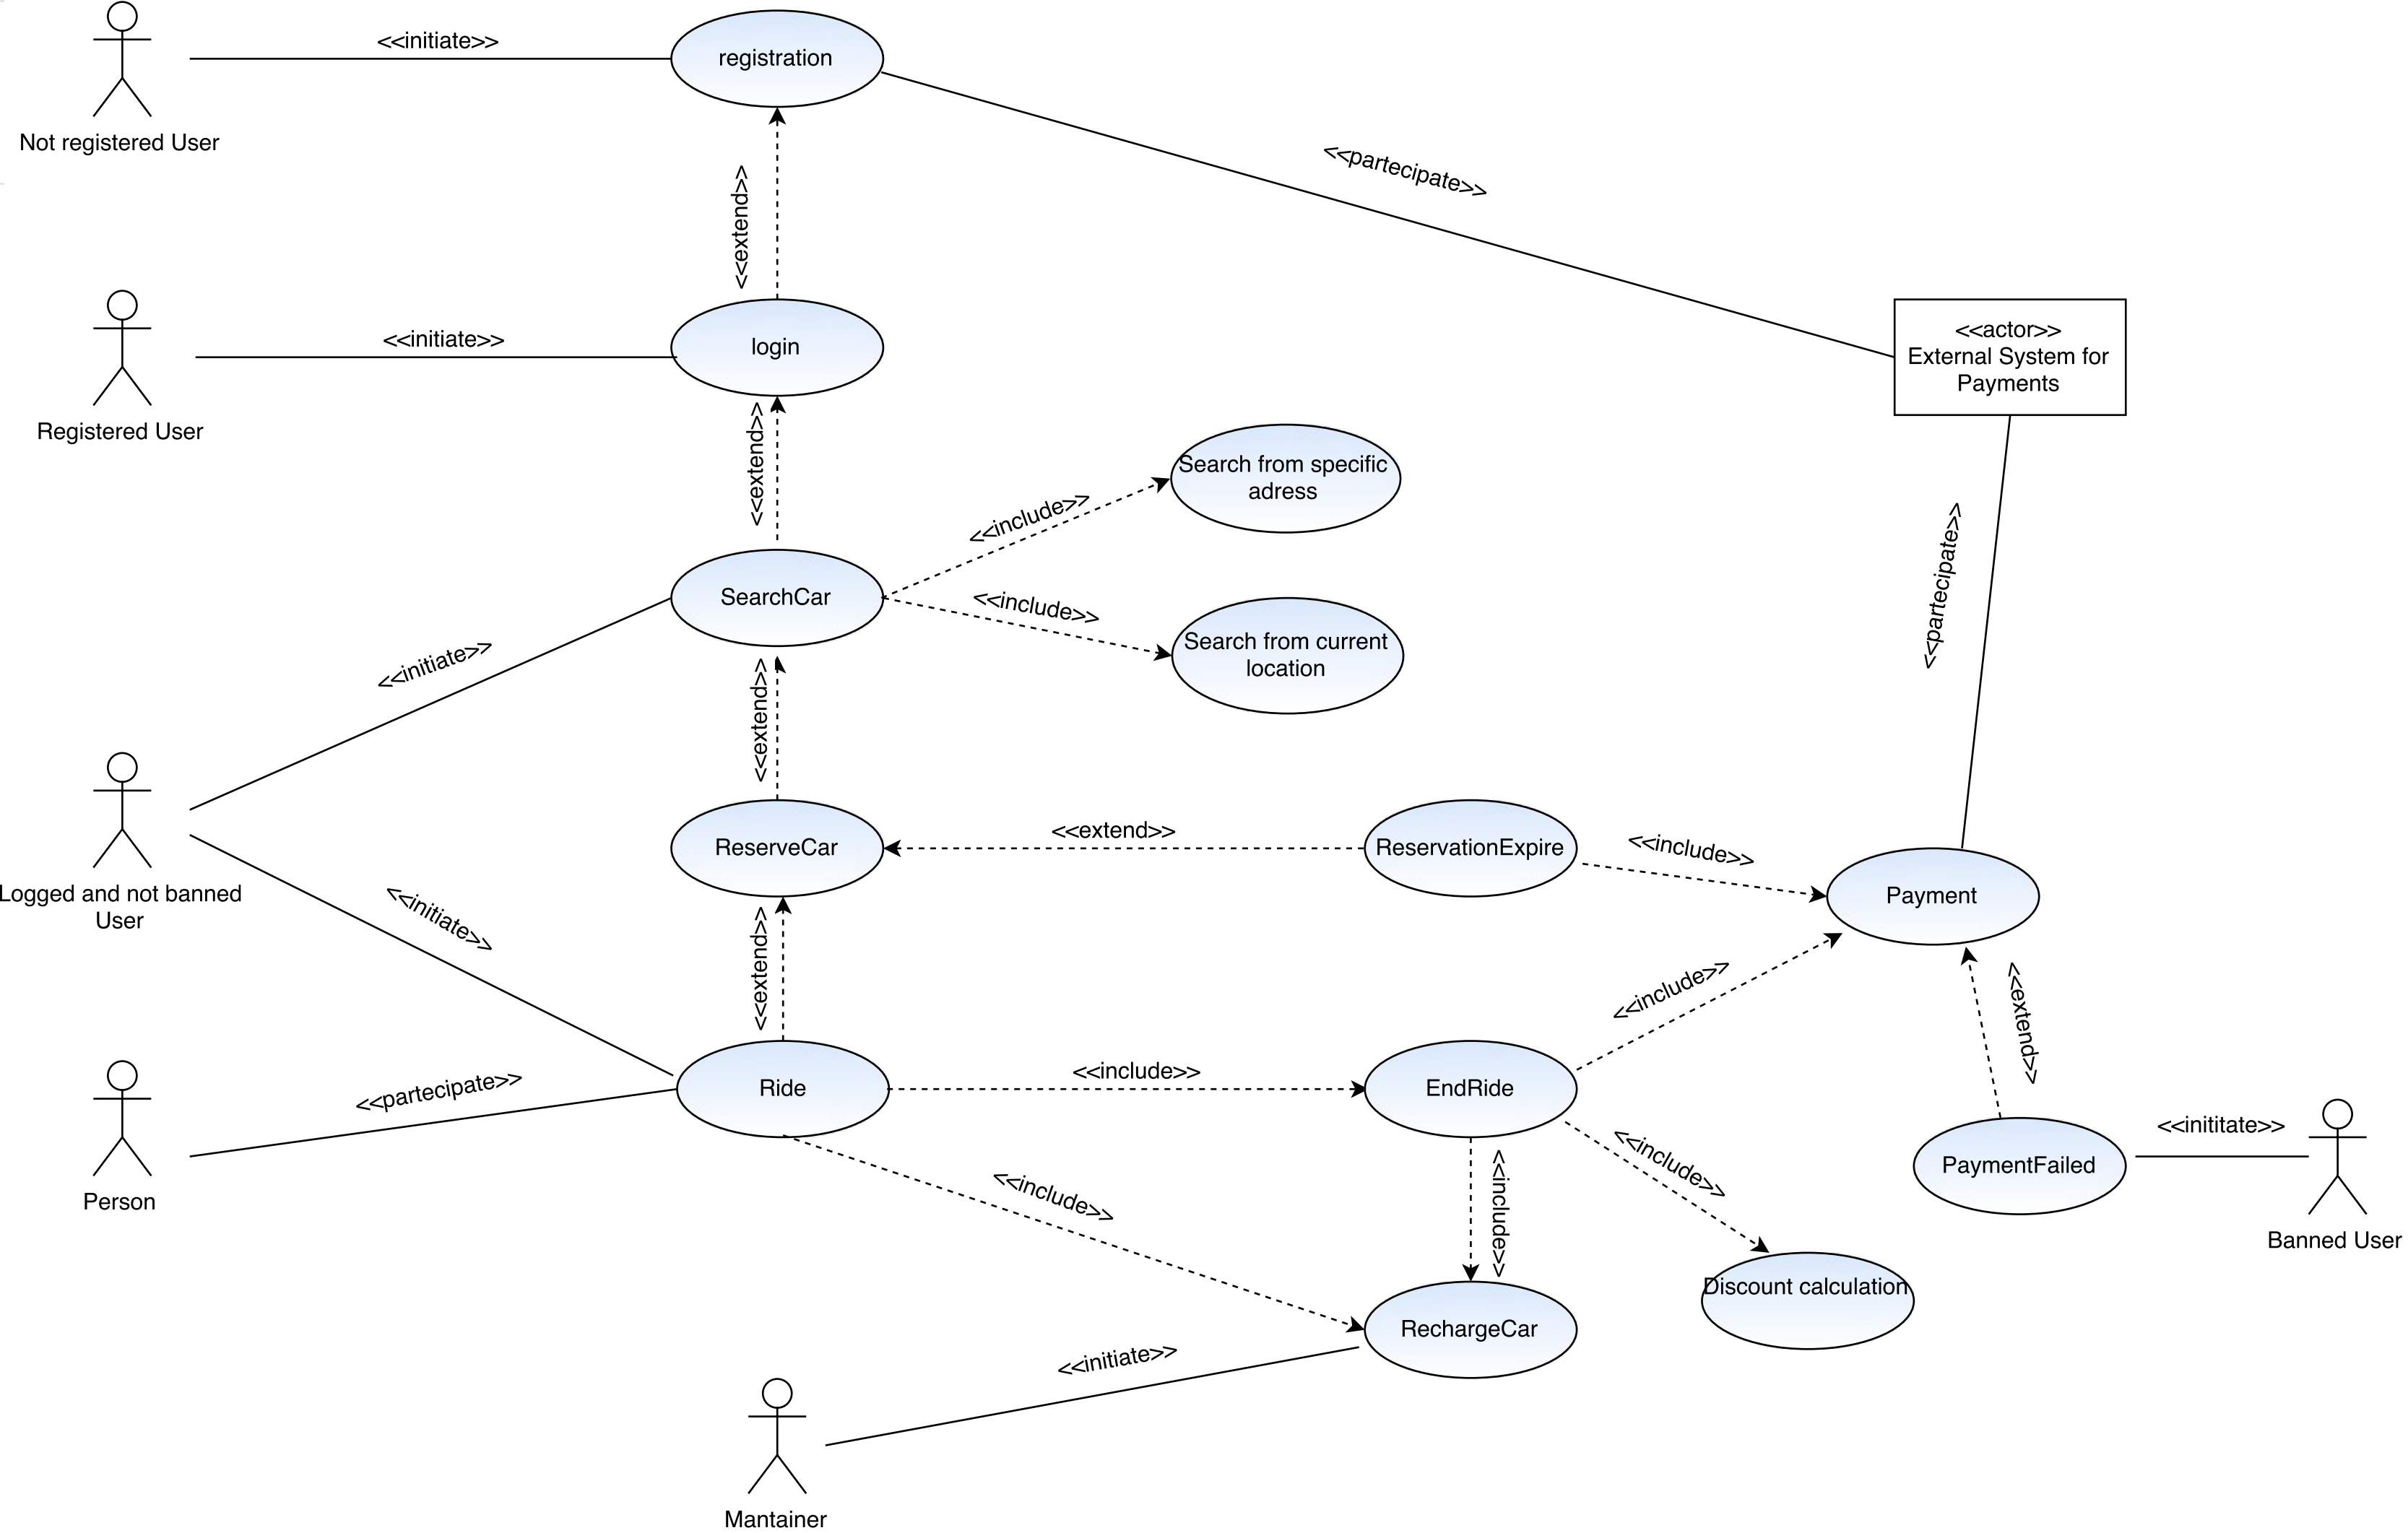 <<initiate>>
registration
Not registered User
<<partecipate>>
<<extend>>
<<initiate>>
login
Registered User
<<actor>>
External System for
Payments
<<extend>>
Search from specific
adress
<<include>>
SearchCar
<<include>>
Search from current
location
<<partecipate>>
<<initiate>>
<<extend>>
ReserveCar
<<extend>>
ReservationExpire
<<include>>
Payment
Logged and not banned
User
<<initiate>>
<<extend>>
<<include>>
<<extend>>
Ride
<<include>>
EndRide
<<partecipate>>
Person
<<include>>
<<include>>
<<include>>
PaymentFailed
<<inititate>>
Banned User
Discount calculation
RechargeCar
<<initiate>>
Mantainer